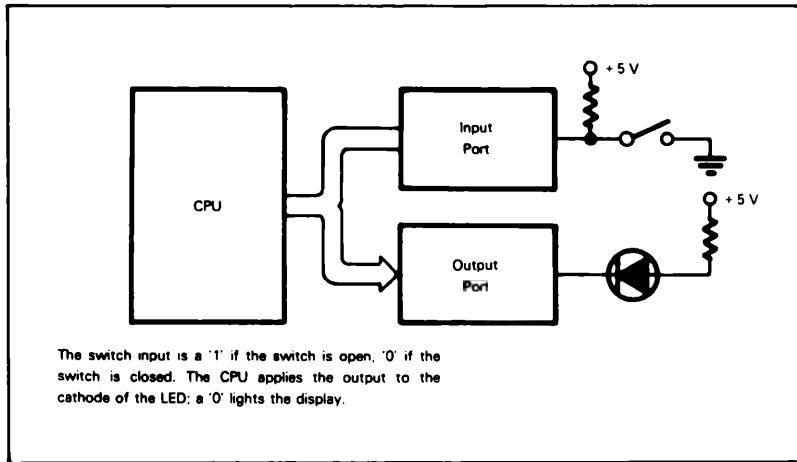 + 5 V
Input
Port
CPU
+ 5 V
Output
Port
The switch input is a '1' if the switch is open, '0' if the
switch is closed. The CPU applies the output to the
cathode of the LED; a '0' lights the display.